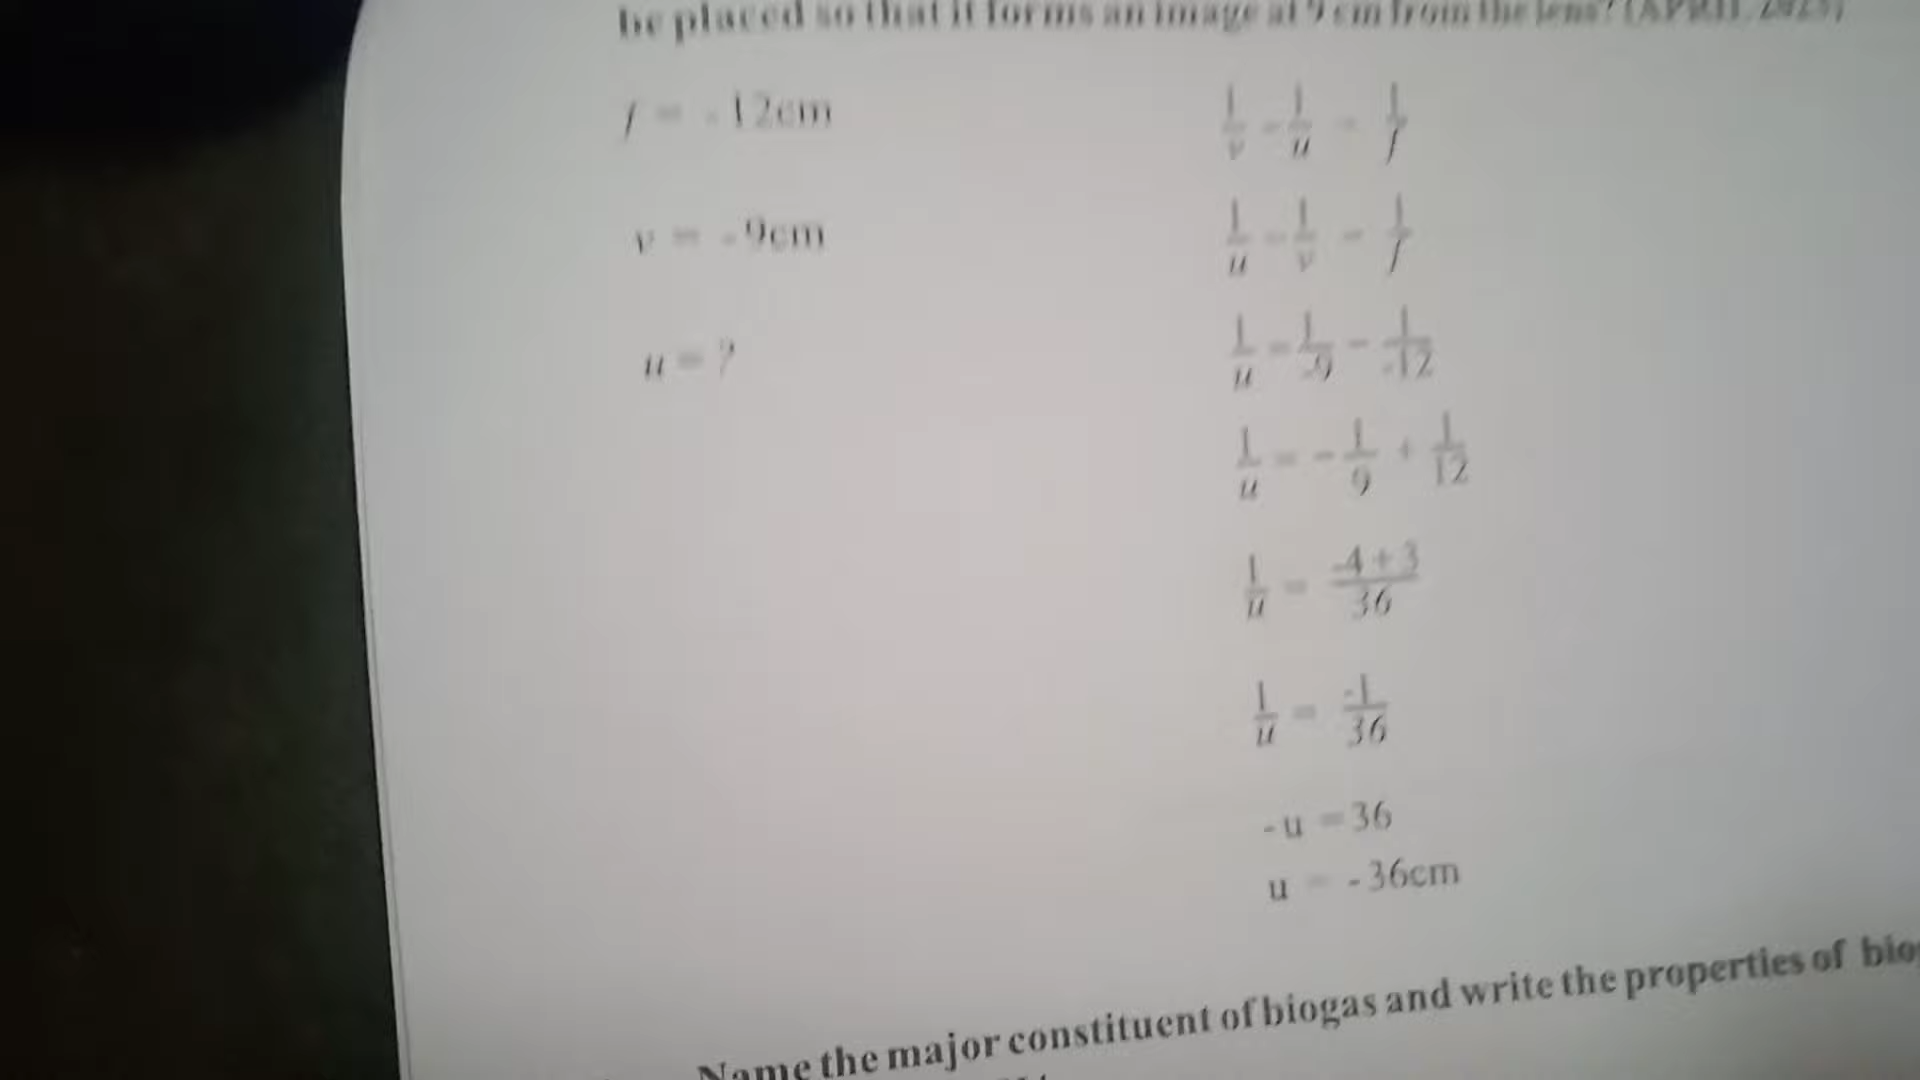 be placed so that it forms an image at 9 cm from the lens? (APRIL 2023)
f = - 12cm
1/v - 1/u = 1/f
v = - 9cm
1/u = 1/v - 1/f
u = ?
1/u = 1/-9 - 1/-12
1/u = - 1/9 + 1/12
1/u = -4 + 3/36
1/u = -1/36
-u = 36
u = - 36cm
Name the major constituent of biogas and write the properties of